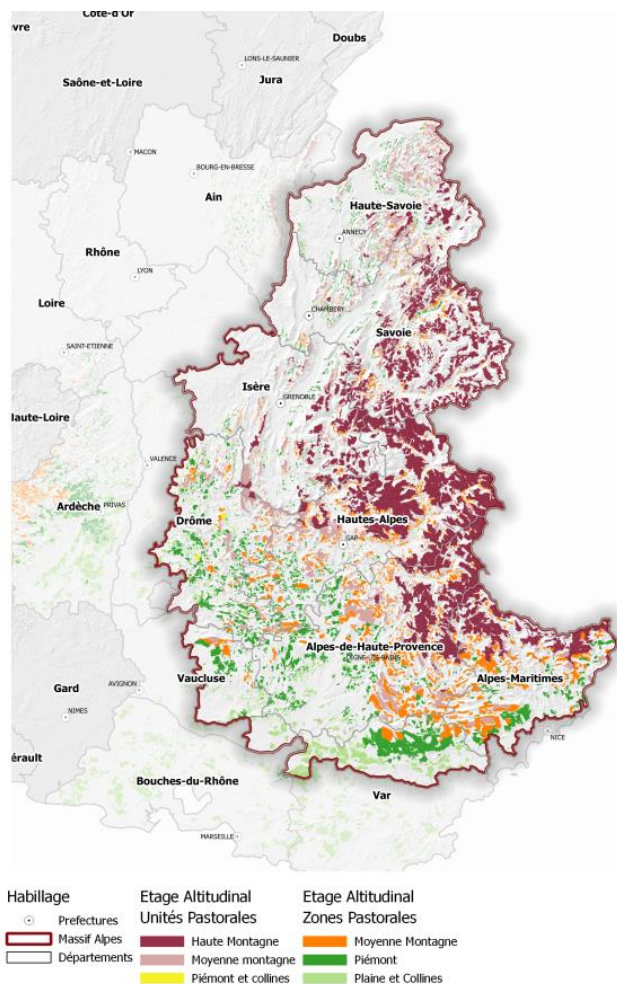 Côte-d'Or
evre
Doubs
LONS-LE-SAUNIER
Jura
Saône-et-Loire
MACON
BOURG-EN-BRESSE
Ain
Haute-Savoie
ANNECY
Rhône
LYON
Loire
CHAMBERY
Savoie
SAINT-ETIENNE
Isère
GRENOBLE
Haute-Loire
VALENCE
Ardèche
PRIVAS
Drôme
Hautes-Alpes
GAP
Alpes-de-Haute-Provence
DIGNE-LES-BAINS
Vaucluse
Alpes-Maritimes
Gard
AVIGNON
NIMES
NICE
érault
Bouches-du-Rhône
Var
MARSEILLE
Habillage
Prefectures
Massif Alpes
Départements
Etage Altitudinal
Unités Pastorales
Haute Montagne
Moyenne montagne
Piémont et collines
Etage Altitudinal
Zones Pastorales
Moyenne Montagne
Piémont
Plaine et Collines